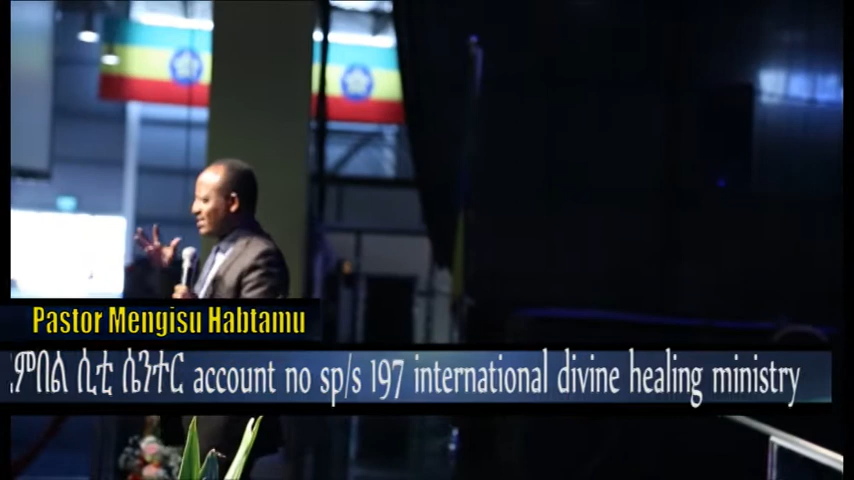 Pastor Mengisu Habtamu
ምበል ሲቲ ሴንተር account no sp/s 197 international divine healing ministry